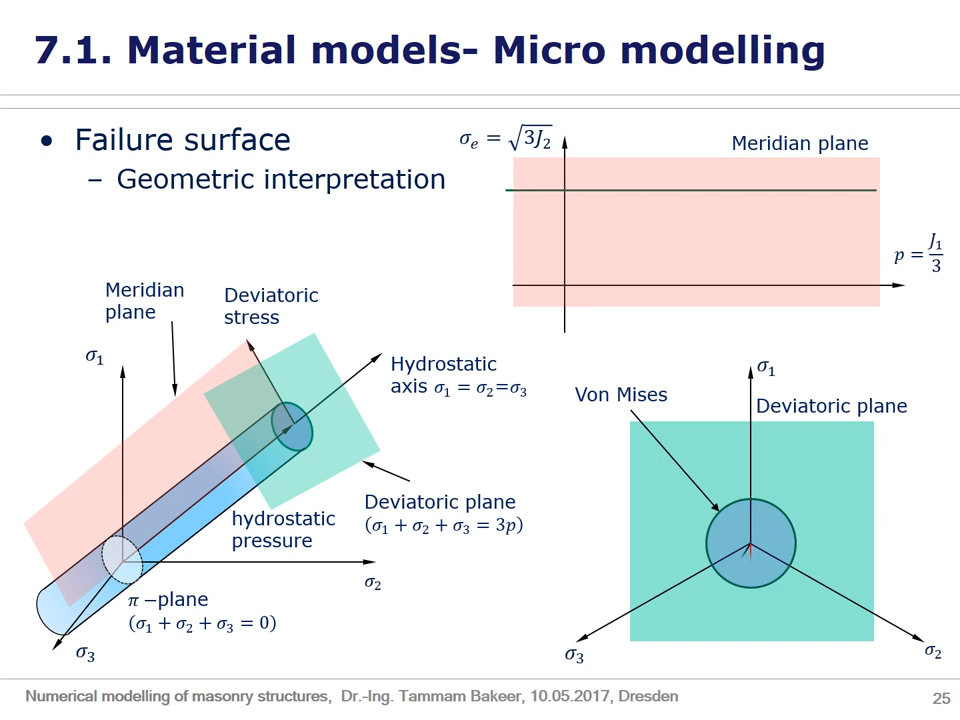 7.1. Material models- Micro modelling
• Failure surface
– Geometric interpretation
σₑ = √3J₂
Meridian plane
p = J₁/3
Meridian
plane
Deviatoric
stress
σ₁
Hydrostatic
axis σ₁ = σ₂=σ₃
Deviatoric plane
(σ₁ + σ₂ + σ₃ = 3p)
hydrostatic
pressure
σ₂
π −plane
(σ₁ + σ₂ + σ₃ = 0)
σ₃
σ₁
Von Mises
Deviatoric plane
σ₃
σ₂
Numerical modelling of masonry structures, Dr.-Ing. Tammam Bakeer, 10.05.2017, Dresden
25